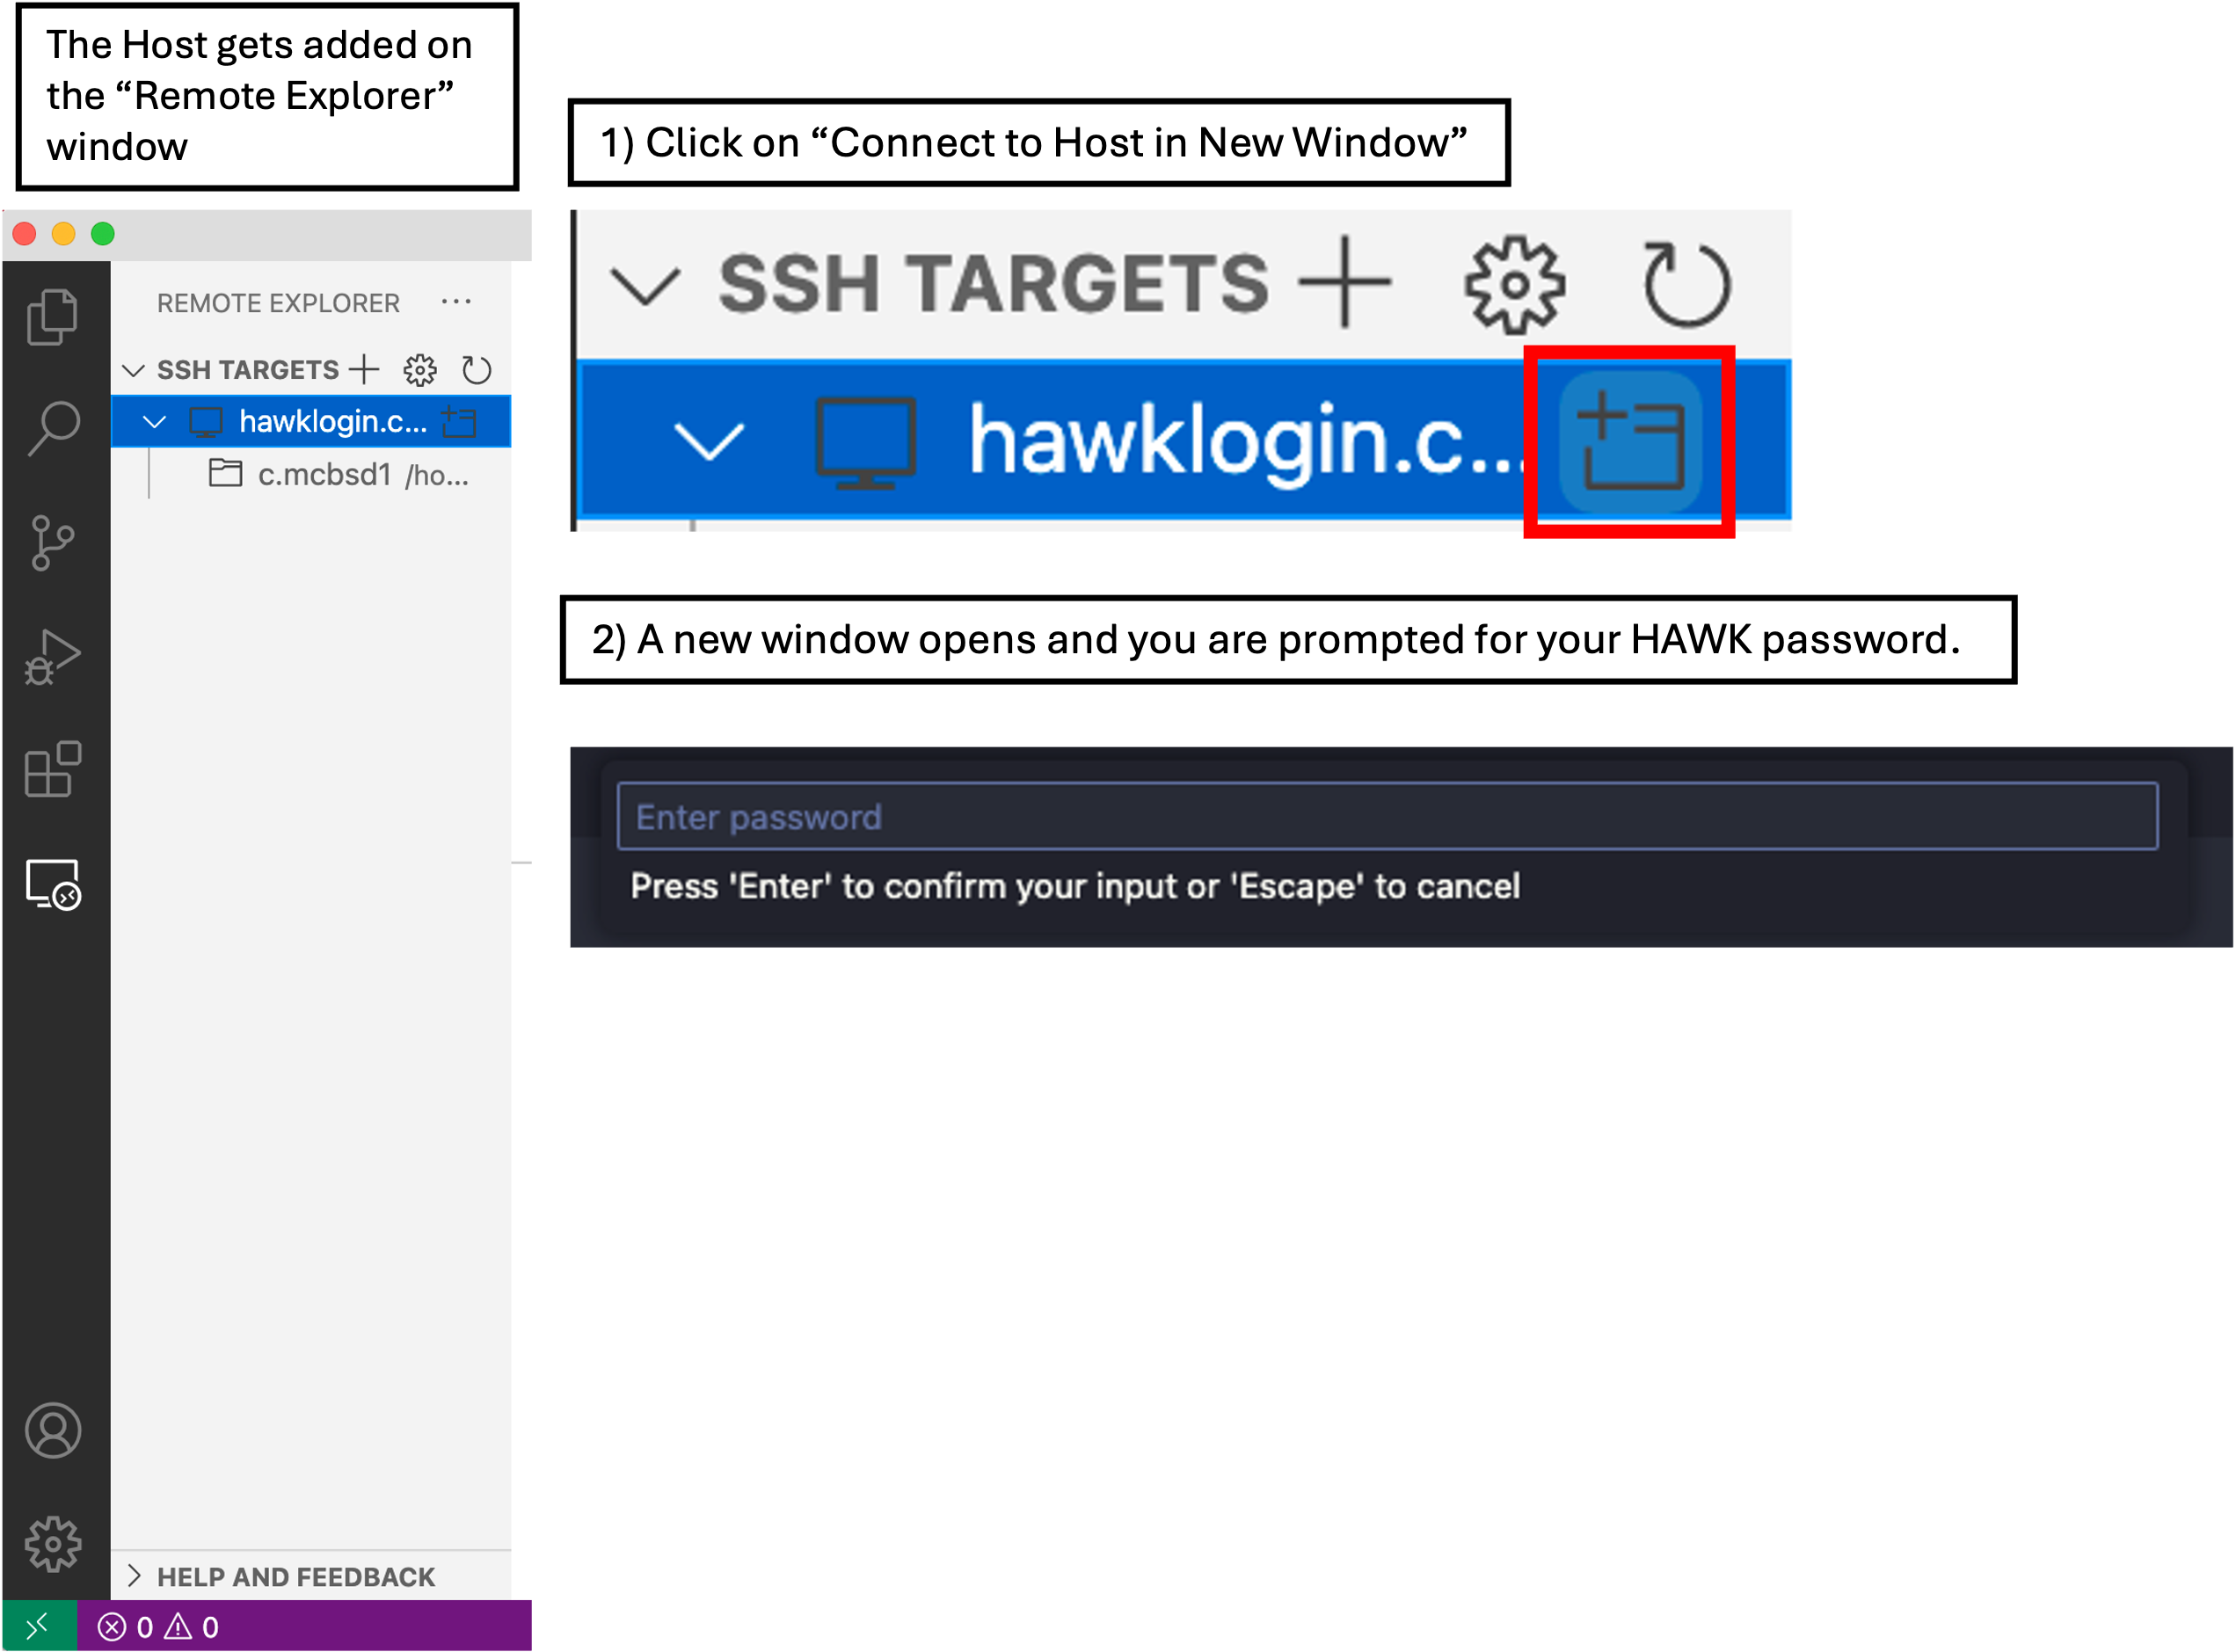 The Host gets added on
the “Remote Explorer”
window
1) Click on “Connect to Host in New Window”
REMOTE EXPLORER ...
SSH TARGETS
hawklogin.c...
c.mcbsd1 /ho...
HELP AND FEEDBACK
0 0
SSH TARGETS
hawklogin.c...
2) A new window opens and you are prompted for your HAWK password.
Enter password
Press 'Enter' to confirm your input or 'Escape' to cancel